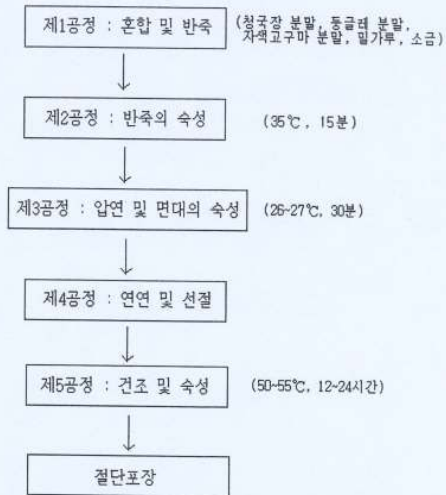 제1공정 : 혼합 및 반죽
(청국장 분말, 둥글레 분말,
자색고구마 분말, 밀가루, 소금)
제2공정 : 반죽의 숙성
(35℃, 15분)
제3공정 : 압연 및 면대의 숙성
(26~27℃, 30분)
제4공정 : 연연 및 선절
제5공정 : 건조 및 숙성
(50~55℃, 12~24시간)
절단포장